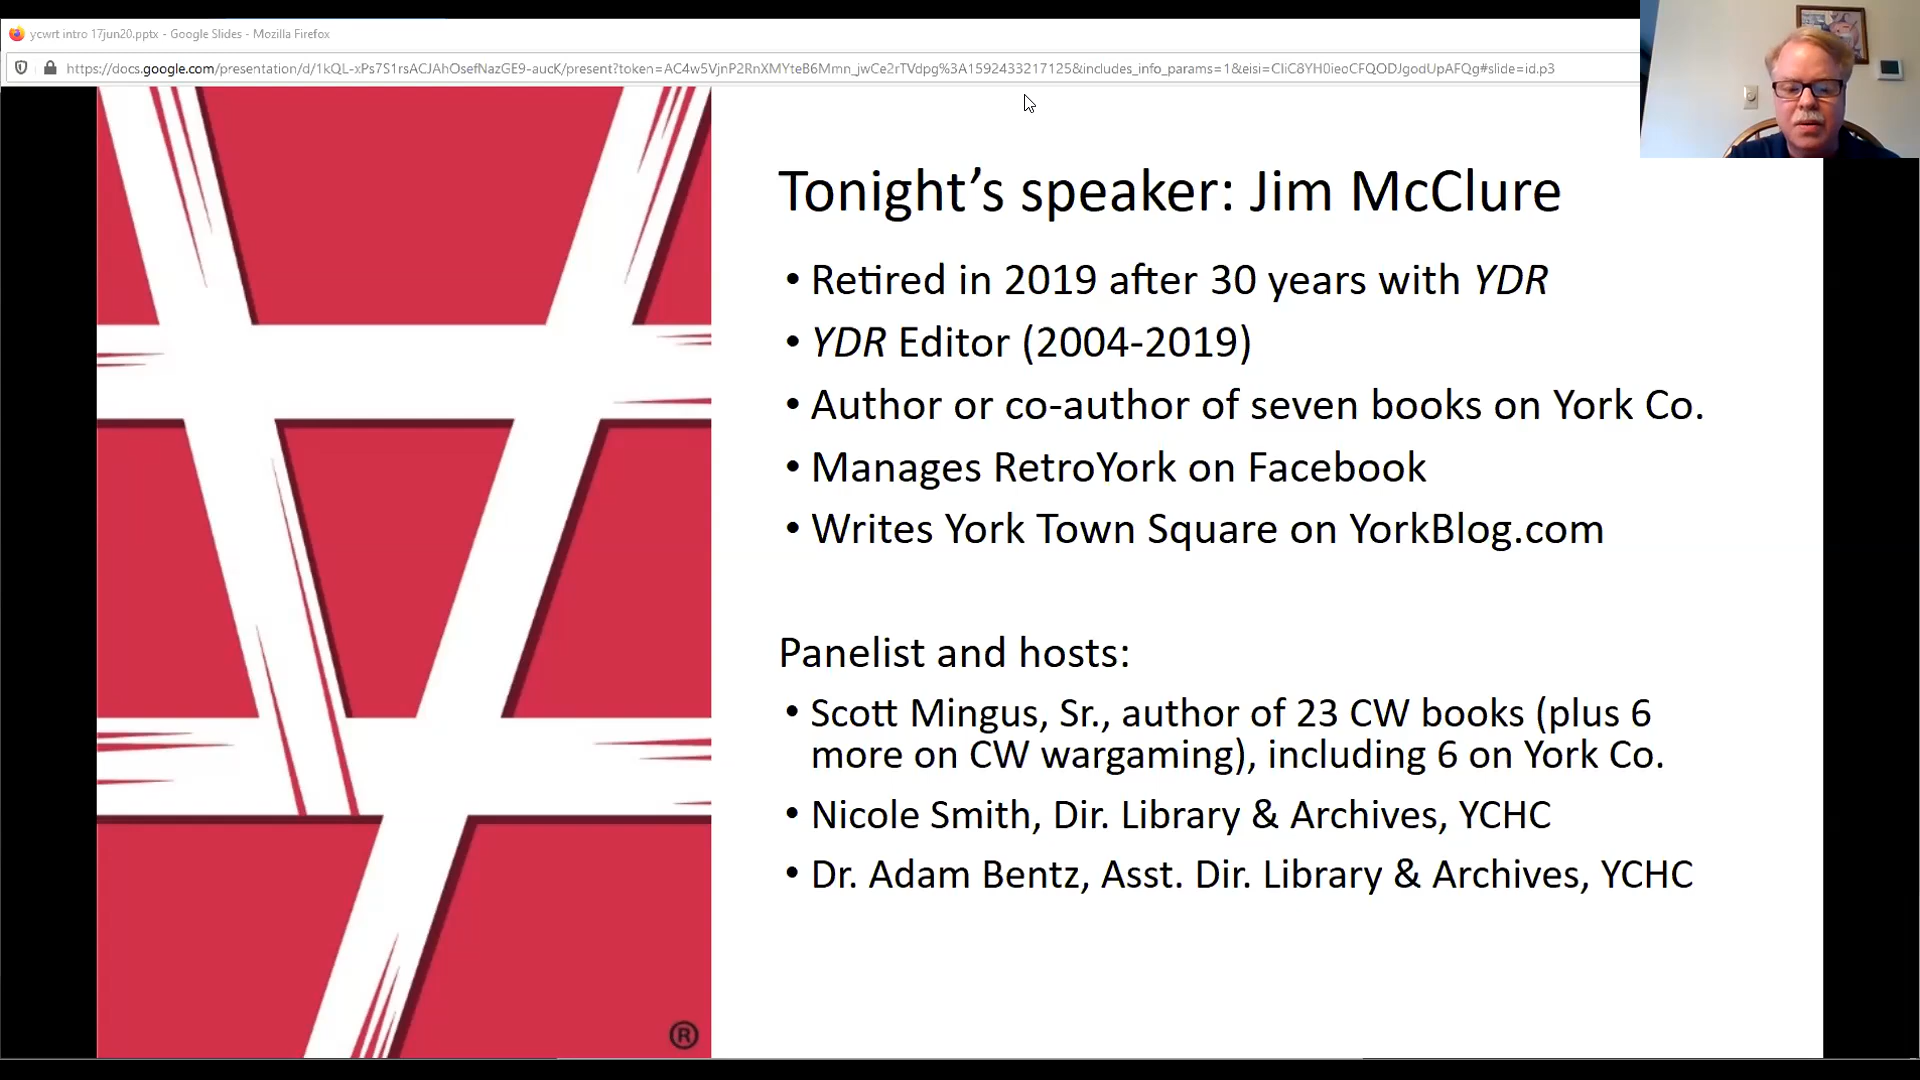 ycwrt intro 17jun20.pptx - Google Slides - Mozilla Firefox
https://docs.google.com/presentation/d/1kQL-xPs7S1rsACJAhOsefNazGE9-aucK/present?token=AC4w5VjnP2RnXMYteB6Mmn_jwCe2rTVdpg%3A1592433217125&includes_info_params=1&eisi=CIiC8YH0ieoCFQODJgodUpAFQg#slide=id.p3
Tonight’s speaker: Jim McClure
• Retired in 2019 after 30 years with YDR
• YDR Editor (2004-2019)
• Author or co-author of seven books on York Co.
• Manages RetroYork on Facebook
• Writes York Town Square on YorkBlog.com
Panelist and hosts:
• Scott Mingus, Sr., author of 23 CW books (plus 6
more on CW wargaming), including 6 on York Co.
• Nicole Smith, Dir. Library & Archives, YCHC
• Dr. Adam Bentz, Asst. Dir. Library & Archives, YCHC
®